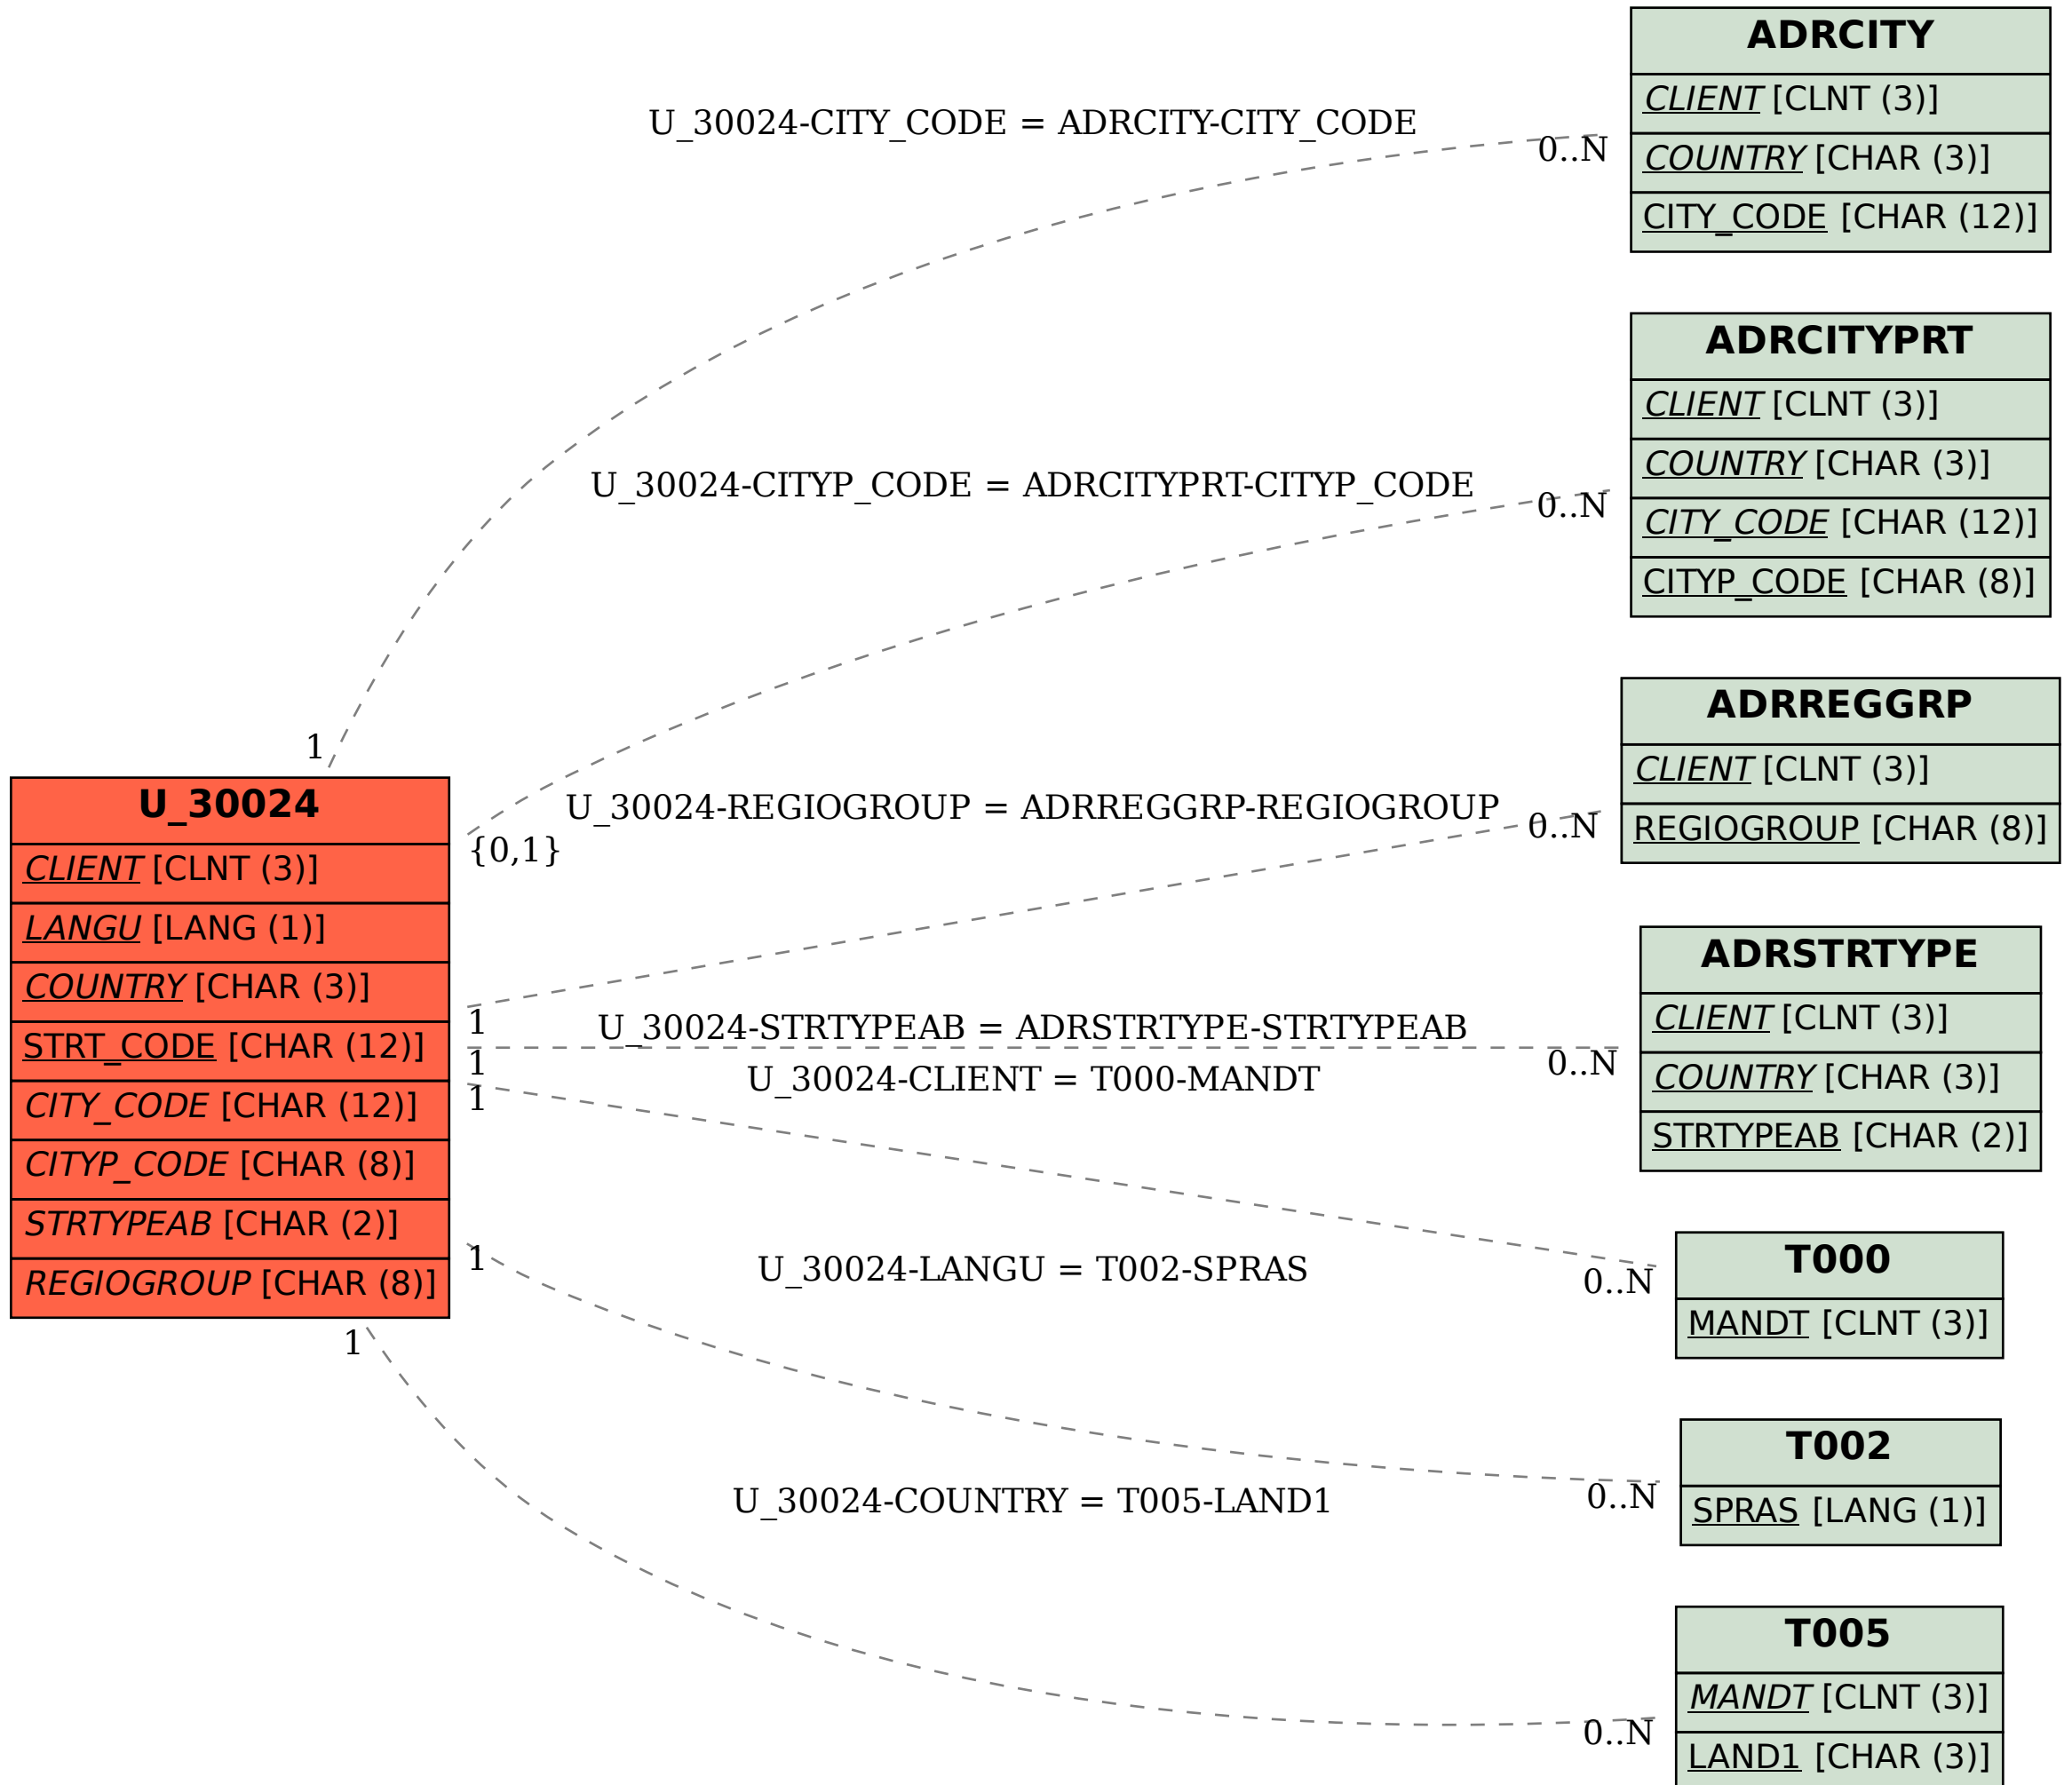 ADRCITY
CLIENT [CLNT (3)]
COUNTRY [CHAR (3)]
CITY_CODE [CHAR (12)]
U_30024-CITY_CODE = ADRCITY-CITY_CODE
0..N
1
ADRCITYPRT
CLIENT [CLNT (3)]
COUNTRY [CHAR (3)]
CITY_CODE [CHAR (12)]
CITYP_CODE [CHAR (8)]
U_30024-CITYP_CODE = ADRCITYPRT-CITYP_CODE
0..N
{0,1}
ADRREGGRP
CLIENT [CLNT (3)]
REGIOGROUP [CHAR (8)]
U_30024-REGIOGROUP = ADRREGGRP-REGIOGROUP
0..N
1
U_30024
CLIENT [CLNT (3)]
LANGU [LANG (1)]
COUNTRY [CHAR (3)]
STRT_CODE [CHAR (12)]
CITY_CODE [CHAR (12)]
CITYP_CODE [CHAR (8)]
STRTYPEAB [CHAR (2)]
REGIOGROUP [CHAR (8)]
ADRSTRTYPE
CLIENT [CLNT (3)]
COUNTRY [CHAR (3)]
STRTYPEAB [CHAR (2)]
U_30024-STRTYPEAB = ADRSTRTYPE-STRTYPEAB
0..N
1
U_30024-CLIENT = T000-MANDT
1
0..N
T000
MANDT [CLNT (3)]
U_30024-LANGU = T002-SPRAS
1
0..N
T002
SPRAS [LANG (1)]
U_30024-COUNTRY = T005-LAND1
1
0..N
T005
MANDT [CLNT (3)]
LAND1 [CHAR (3)]